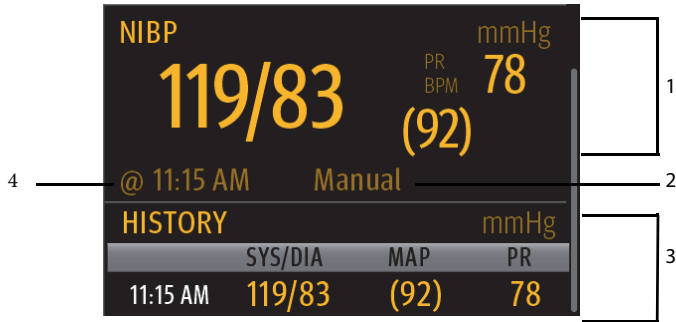 NIBP mmHg
119/83 PR BPM 78
(92)
1
@ 11:15 AM Manual
4
2
HISTORY mmHg
SYS/DIA MAP PR
11:15 AM 119/83 (92) 78
3